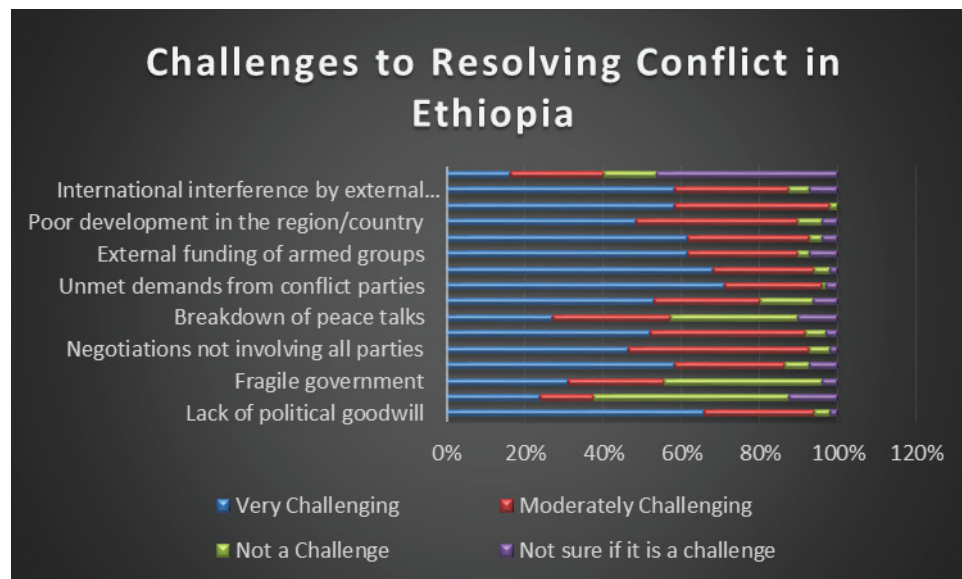 Challenges to Resolving Conflict in
Ethiopia
International interference by external...
Poor development in the region/country
External funding of armed groups
Unmet demands from conflict parties
Breakdown of peace talks
Negotiations not involving all parties
Fragile government
Lack of political goodwill
0% 20% 40% 60% 80% 100% 120%
Very Challenging Moderately Challenging
Not a Challenge Not sure if it is a challenge